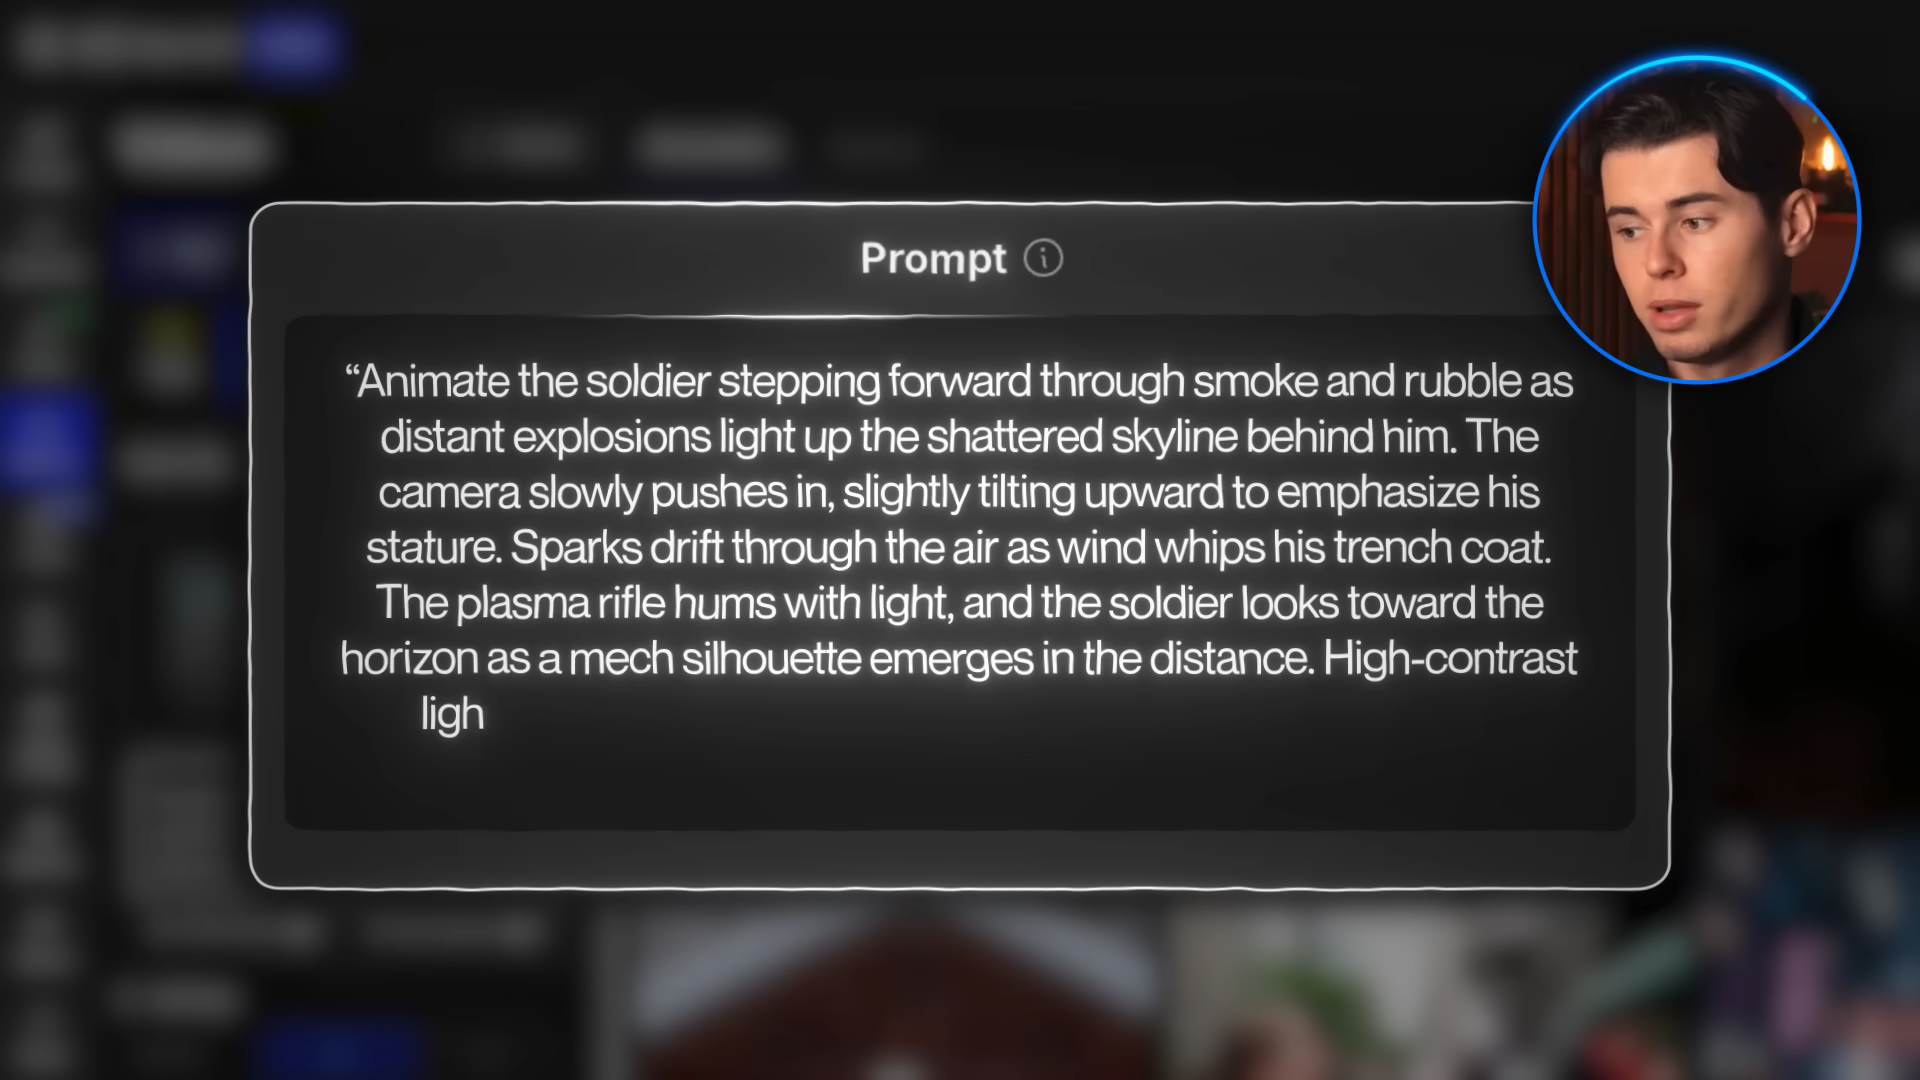 Prompt
“Animate the soldier stepping forward through smoke and rubble as
distant explosions light up the shattered skyline behind him. The
camera slowly pushes in, slightly tilting upward to emphasize his
stature. Sparks drift through the air as wind whips his trench coat.
The plasma rifle hums with light, and the soldier looks toward the
horizon as a mech silhouette emerges in the distance. High-contrast
ligh